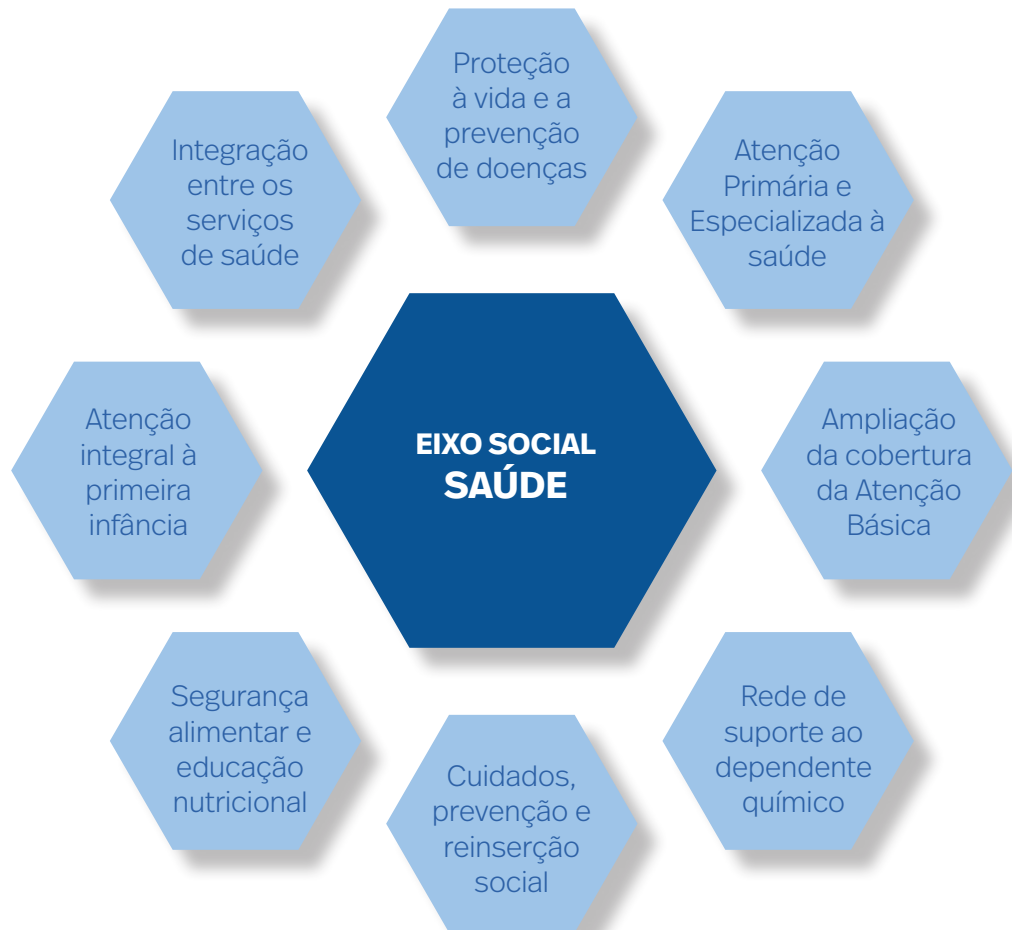 Proteção
à vida e a
prevenção
de doenças
Integração
entre os
serviços
de saúde
Atenção
Primária e
Especializada à
saúde
EIXO SOCIAL
SAÚDE
Atenção
integral à
primeira
infância
Ampliação
da cobertura
da Atenção
Básica
Segurança
alimentar e
educação
nutricional
Cuidados,
prevenção e
reinserção
social
Rede de
suporte ao
dependente
químico